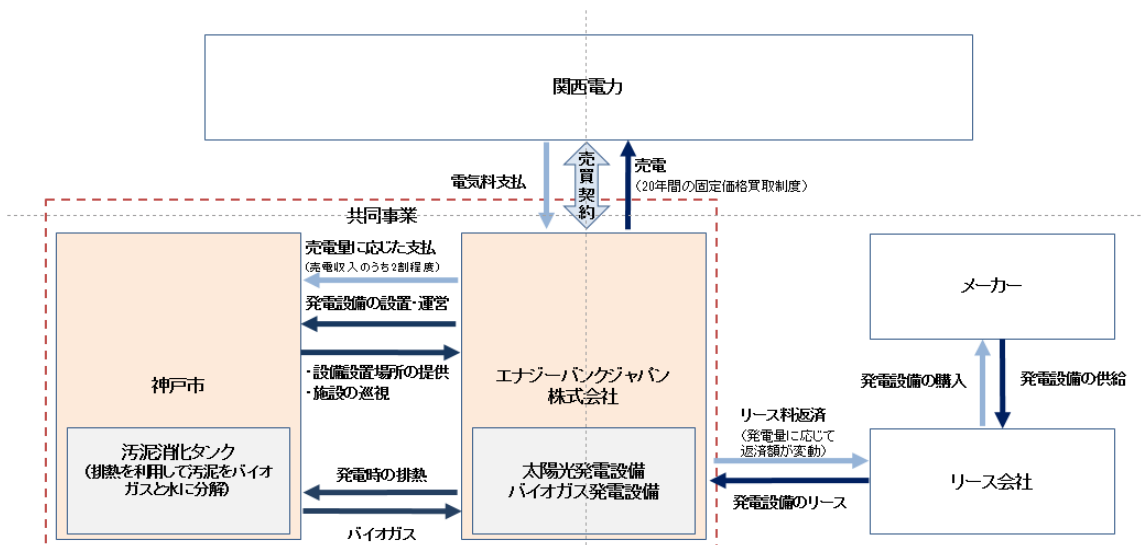 関西電力
電気料支払
売買契約
売電
（20年間の固定価格買取制度）
共同事業
売電量に応じた支払
（売電収入のうち2割程度）
発電設備の設置・運営
・設備設置場所の提供
・施設の巡視
神戸市
エナジーバンクジャパン
株式会社
汚泥消化タンク
（排熱を利用して汚泥をバイオ
ガスと水に分解）
発電時の排熱
バイオガス
太陽光発電設備
バイオガス発電設備
リース料返済
（発電量に応じて
返済額が変動）
発電設備のリース
メーカー
発電設備の購入
発電設備の供給
リース会社